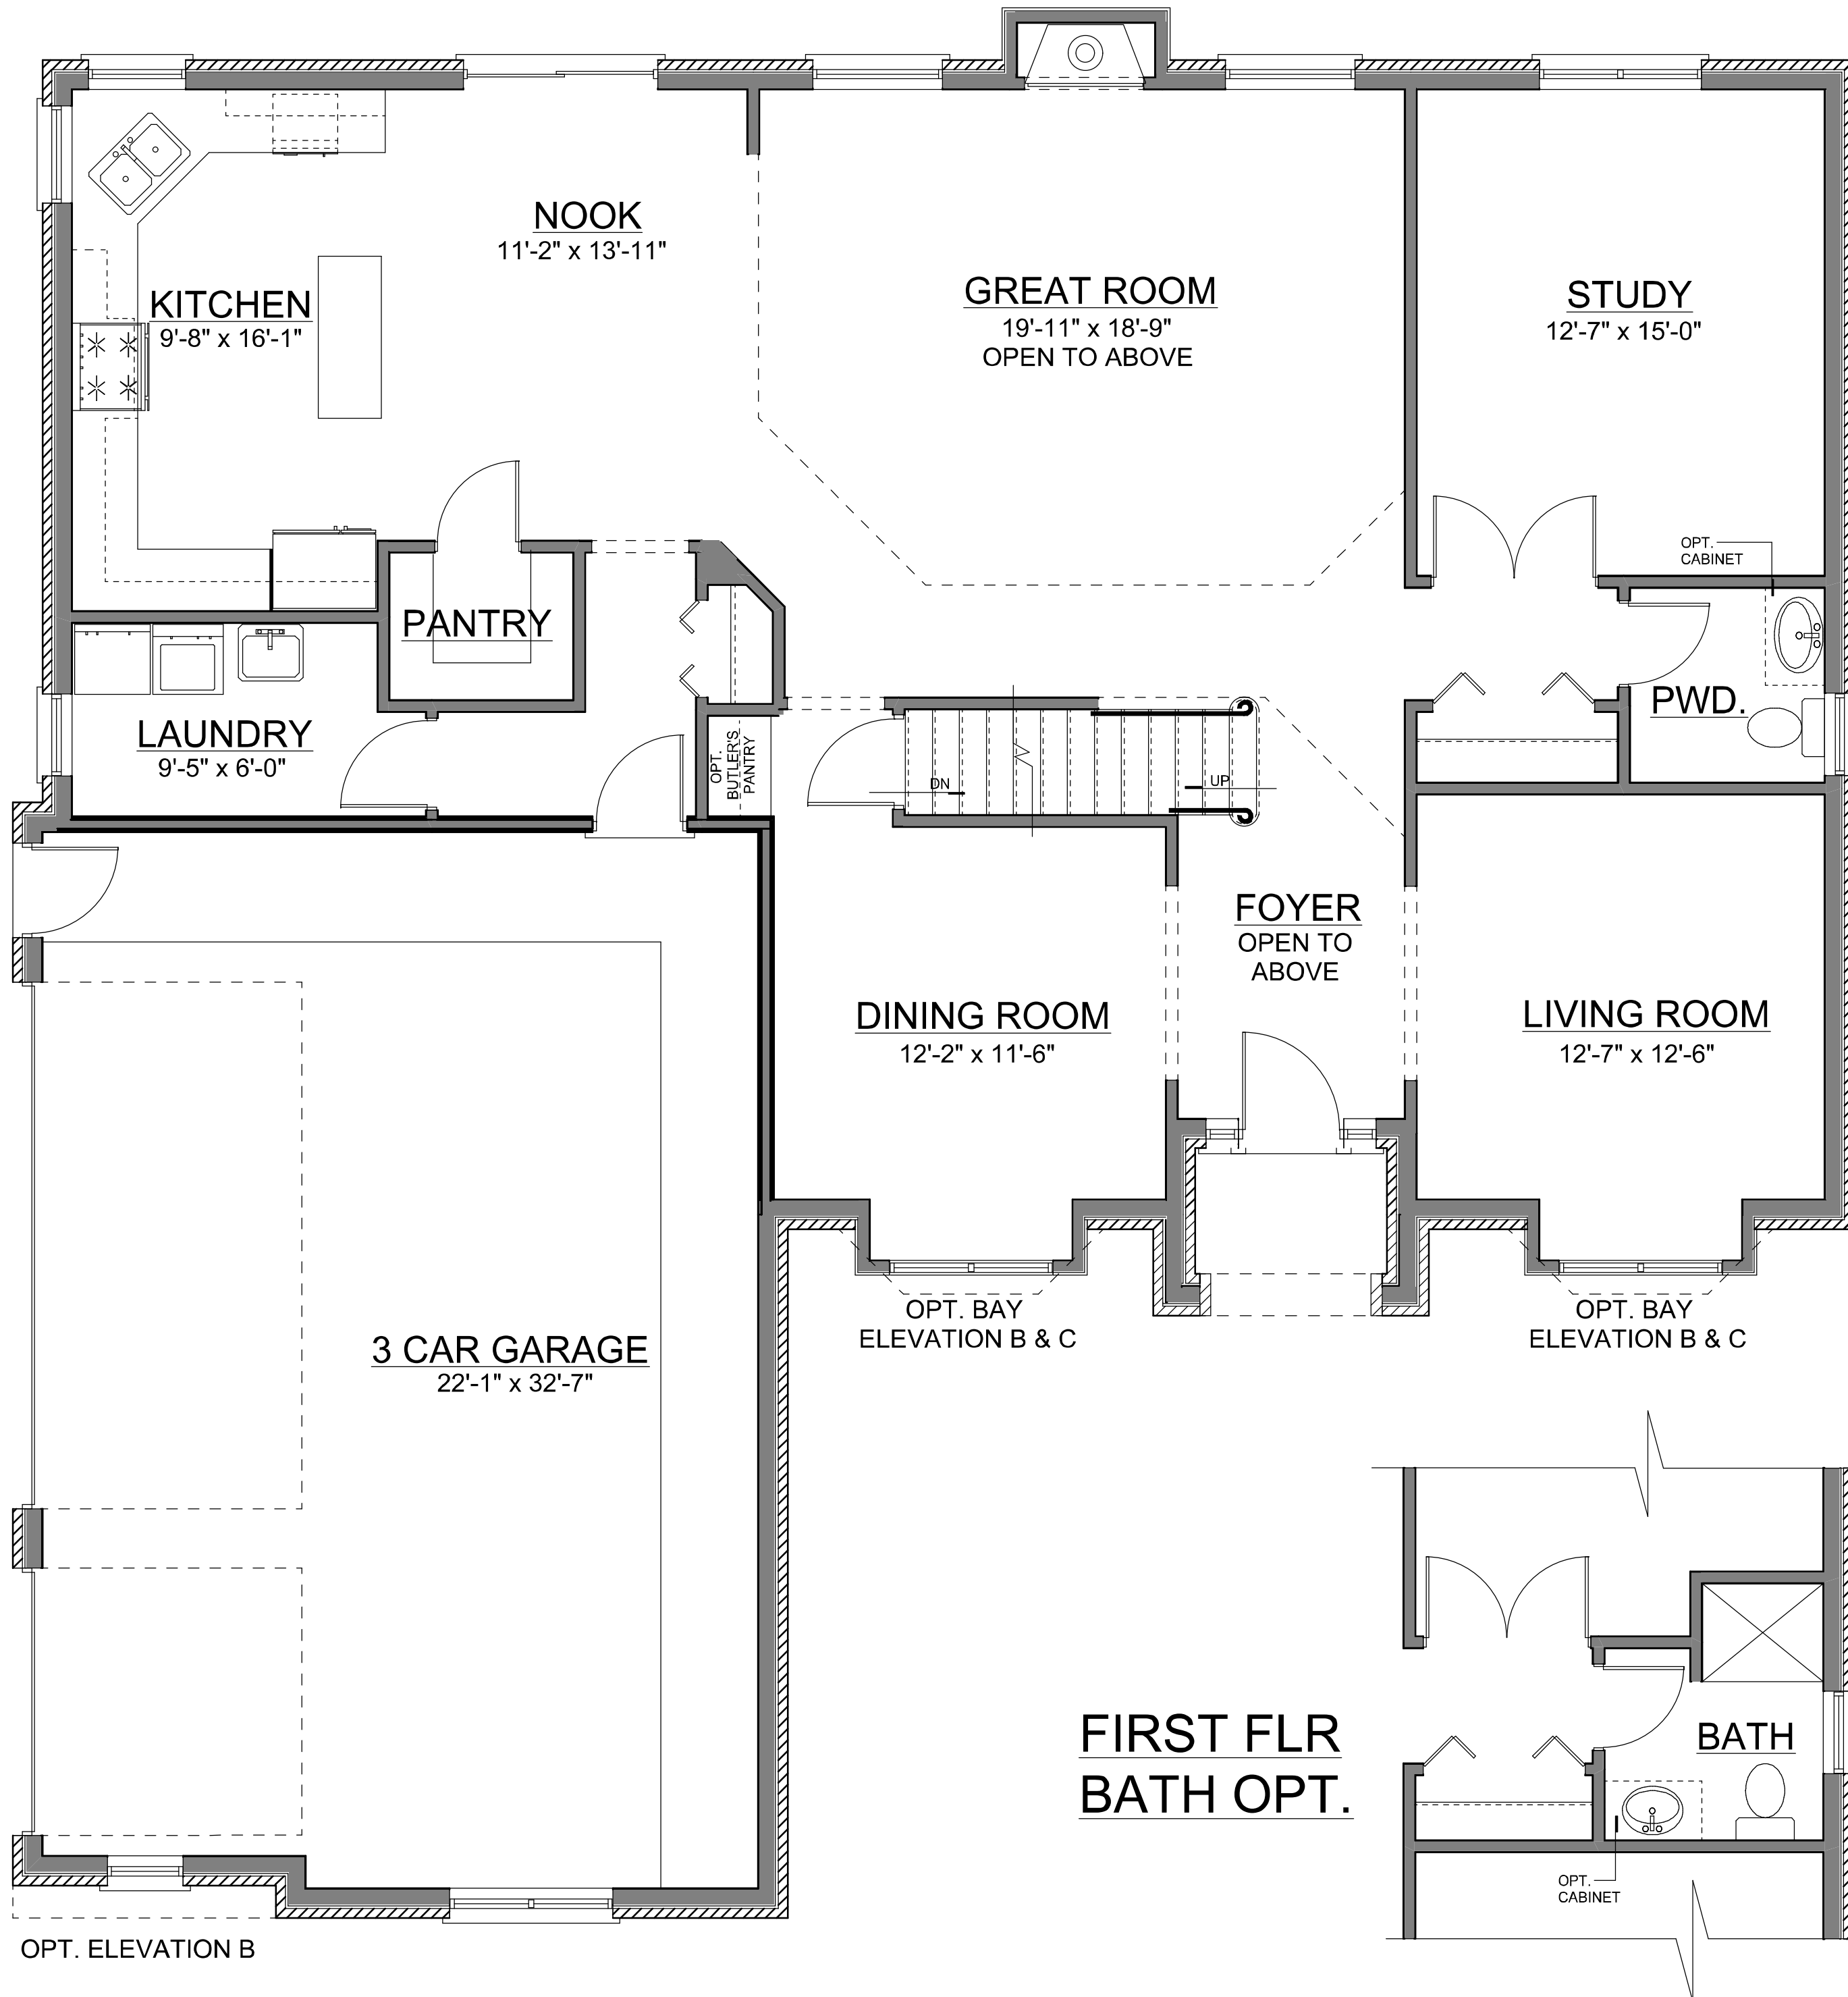 NOOK
11'-2" x 13'-11"
KITCHEN
9'-8" x 16'-1"
GREAT ROOM
19'-11" x 18'-9"
OPEN TO ABOVE
STUDY
12'-7" x 15'-0"
OPT.
CABINET
PANTRY
PWD.
LAUNDRY
9'-5" x 6'-0"
OPT.
BUTLER'S
PANTRY
DN
UP
FOYER
OPEN TO
ABOVE
DINING ROOM
12'-2" x 11'-6"
LIVING ROOM
12'-7" x 12'-6"
OPT. BAY
ELEVATION B & C
OPT. BAY
ELEVATION B & C
3 CAR GARAGE
22'-1" x 32'-7"
FIRST FLR
BATH OPT.
BATH
OPT.
CABINET
OPT. ELEVATION B